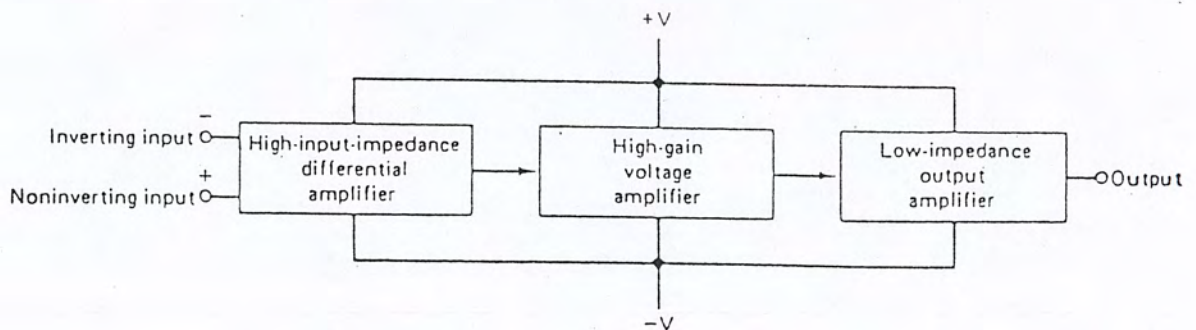 +V
−
Inverting input
+
Noninverting input
High-input-impedance
differential
amplifier
High-gain
voltage
amplifier
Low-impedance
output
amplifier
Output
−V